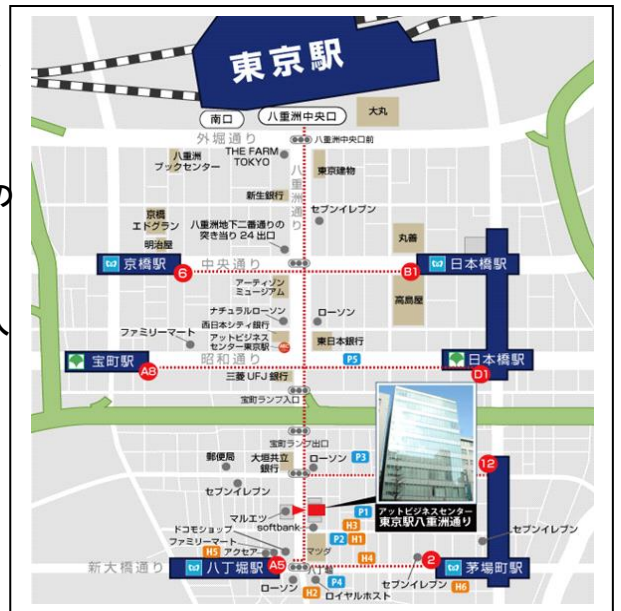 の
人
東京駅
南口
八重洲中央口
大丸
外堀通り
八重洲中央口前
八重洲
ブックセンター
THE FARM
TOKYO
東京建物
八重洲通り
新生銀行
セブンイレブン
京橋
エドグラン
明治屋
八重洲地下二番通りの
突き当り 24 出口
丸善
京橋駅
6
中央通り
B1
日本橋駅
アーティゾン
ミュージアム
高島屋
ナチュラルローソン
ローソン
西日本シティ銀行
ファミリーマート
アットビジネス
センター東京駅
東日本銀行
宝町駅
A8
昭和通り
P5
日本橋駅
D1
三菱UFJ銀行
宝町ランプ入口
宝町ランプ出口
郵便局
大垣共立
銀行
ローソン
P3
12
セブンイレブン
マルエツ
P1
アットビジネスセンター
東京駅八重洲通り
softbank
H3
ドコモショップ
P2
H1
セブンイレブン
ファミリーマート
H5
アクセア
マツダ
H4
新大橋通り
八丁堀駅
A5
八丁堀
2
茅場町駅
ローソン
P4
セブンイレブン
H2
ロイヤルホスト
H6